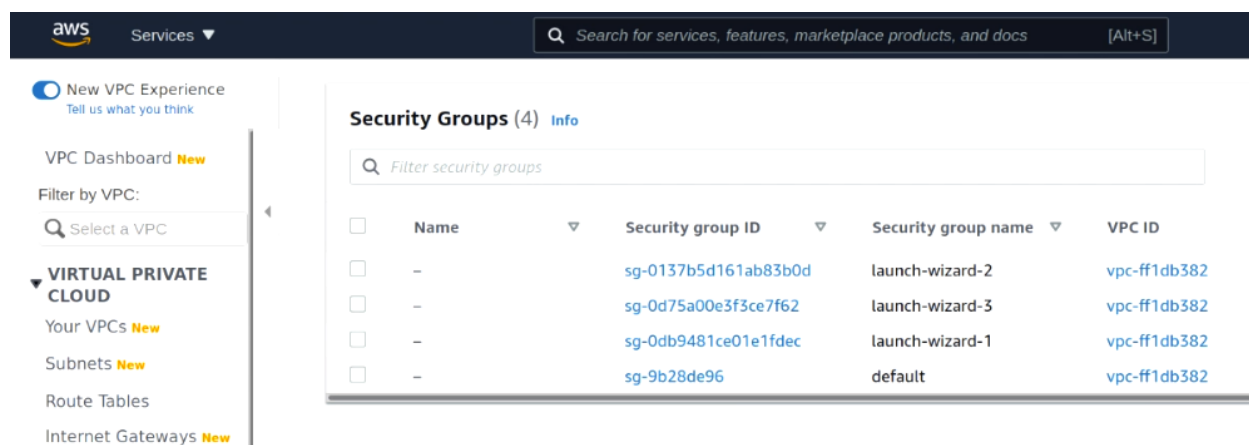 aws Services ▼ Search for services, features, marketplace products, and docs [Alt+S]
New VPC Experience
Tell us what you think
VPC Dashboard New
Filter by VPC:
Select a VPC
VIRTUAL PRIVATE
CLOUD
Your VPCs New
Subnets New
Route Tables
Internet Gateways New
Security Groups (4) Info
Filter security groups
Name Security group ID Security group name VPC ID
– sg-0137b5d161ab83b0d launch-wizard-2 vpc-ff1db382
– sg-0d75a00e3f3ce7f62 launch-wizard-3 vpc-ff1db382
– sg-0db9481ce01e1fdec launch-wizard-1 vpc-ff1db382
– sg-9b28de96 default vpc-ff1db382